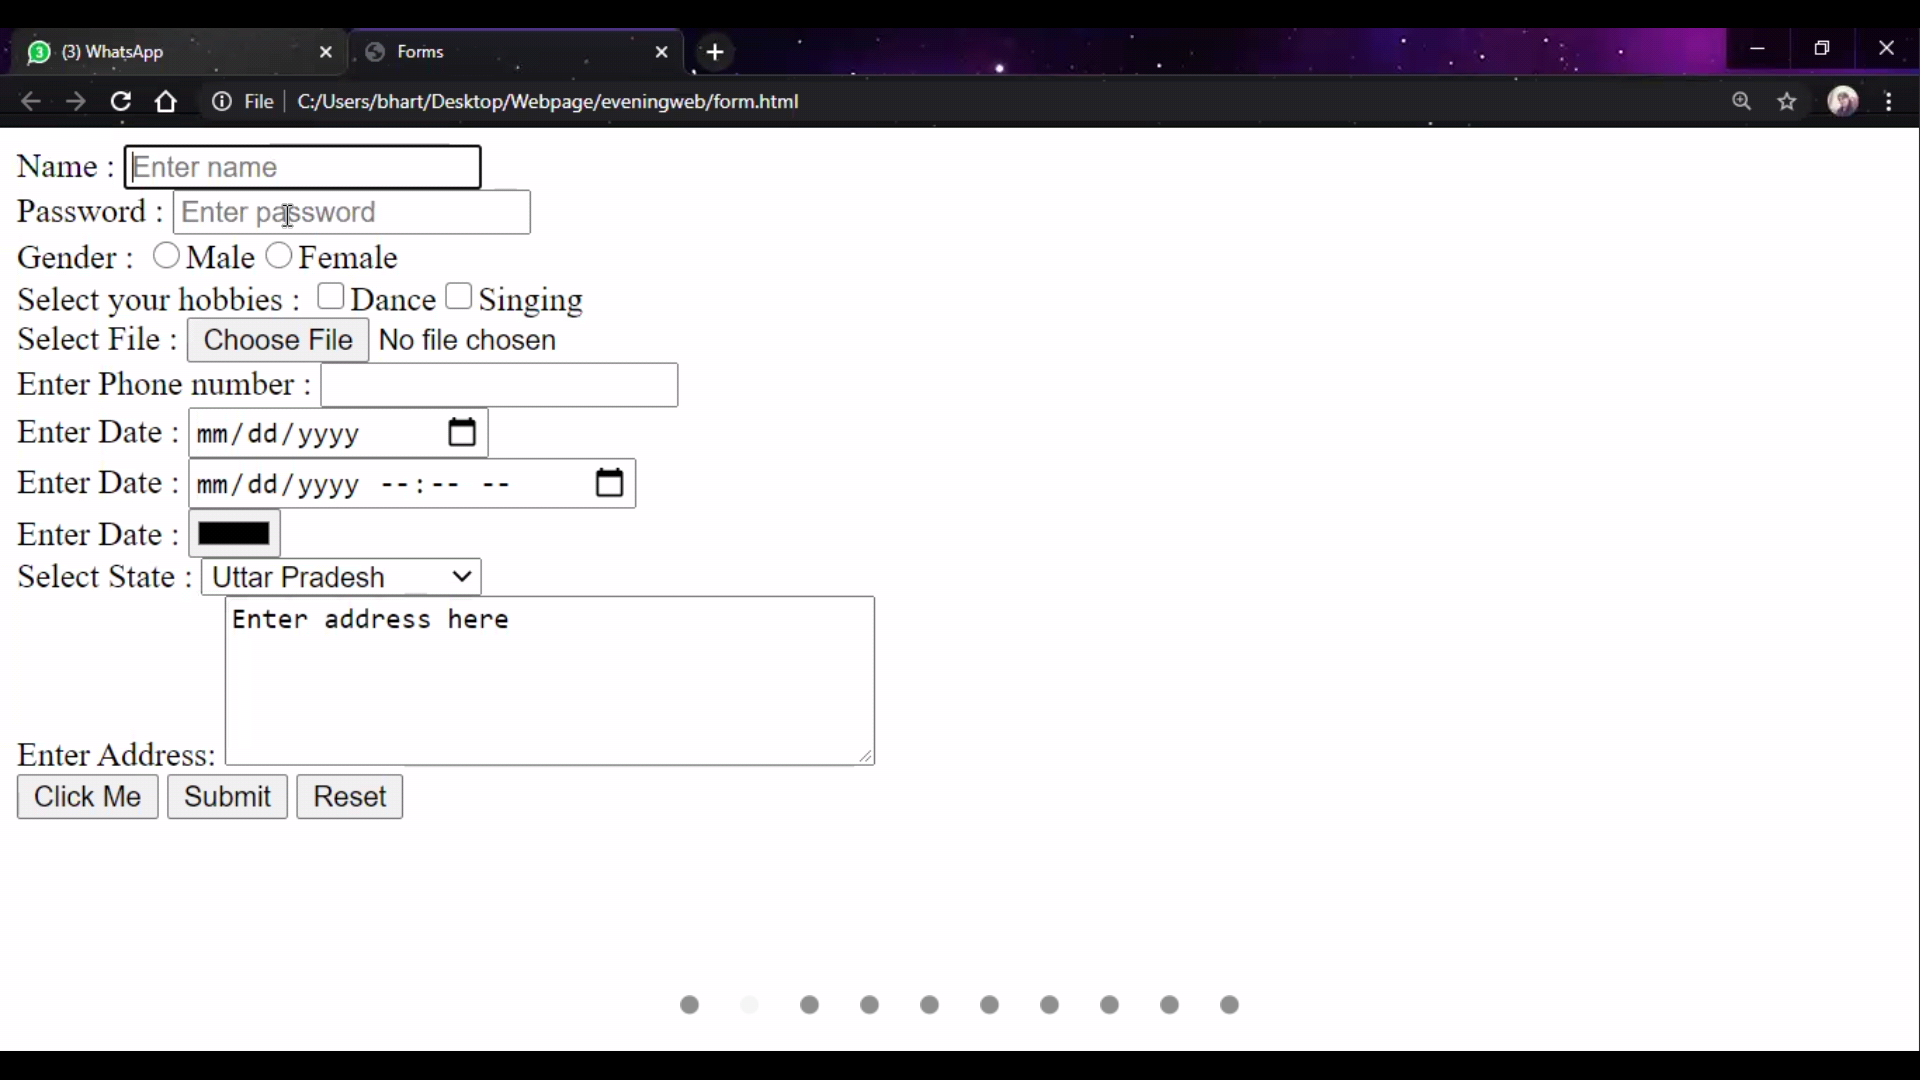 3 (3) WhatsApp Forms
File C:/Users/bhart/Desktop/Webpage/eveningweb/form.html
Name : Enter name
Password : Enter password
Gender : Male Female
Select your hobbies : Dance Singing
Select File : Choose File No file chosen
Enter Phone number :
Enter Date : mm/dd/yyyy
Enter Date : mm/dd/yyyy --:-- --
Enter Date :
Select State : Uttar Pradesh
Enter address here
Enter Address:
Click Me Submit Reset